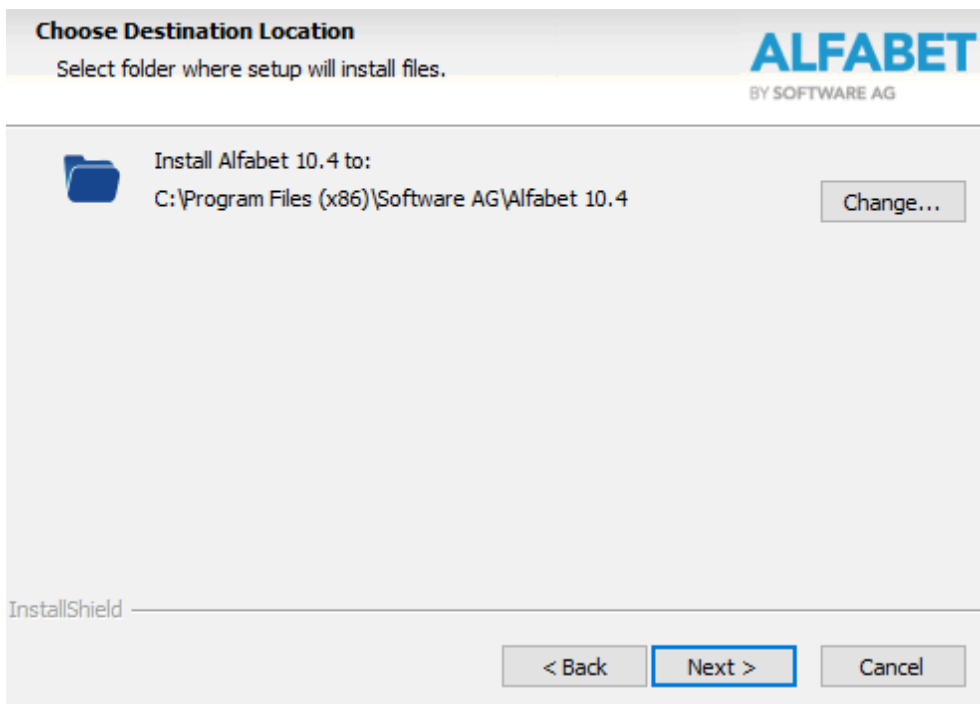 Choose Destination Location
Select folder where setup will install files.
ALFABET
BY SOFTWARE AG
Install Alfabet 10.4 to:
C:\Program Files (x86)\Software AG\Alfabet 10.4
Change...
InstallShield
< Back
Next >
Cancel